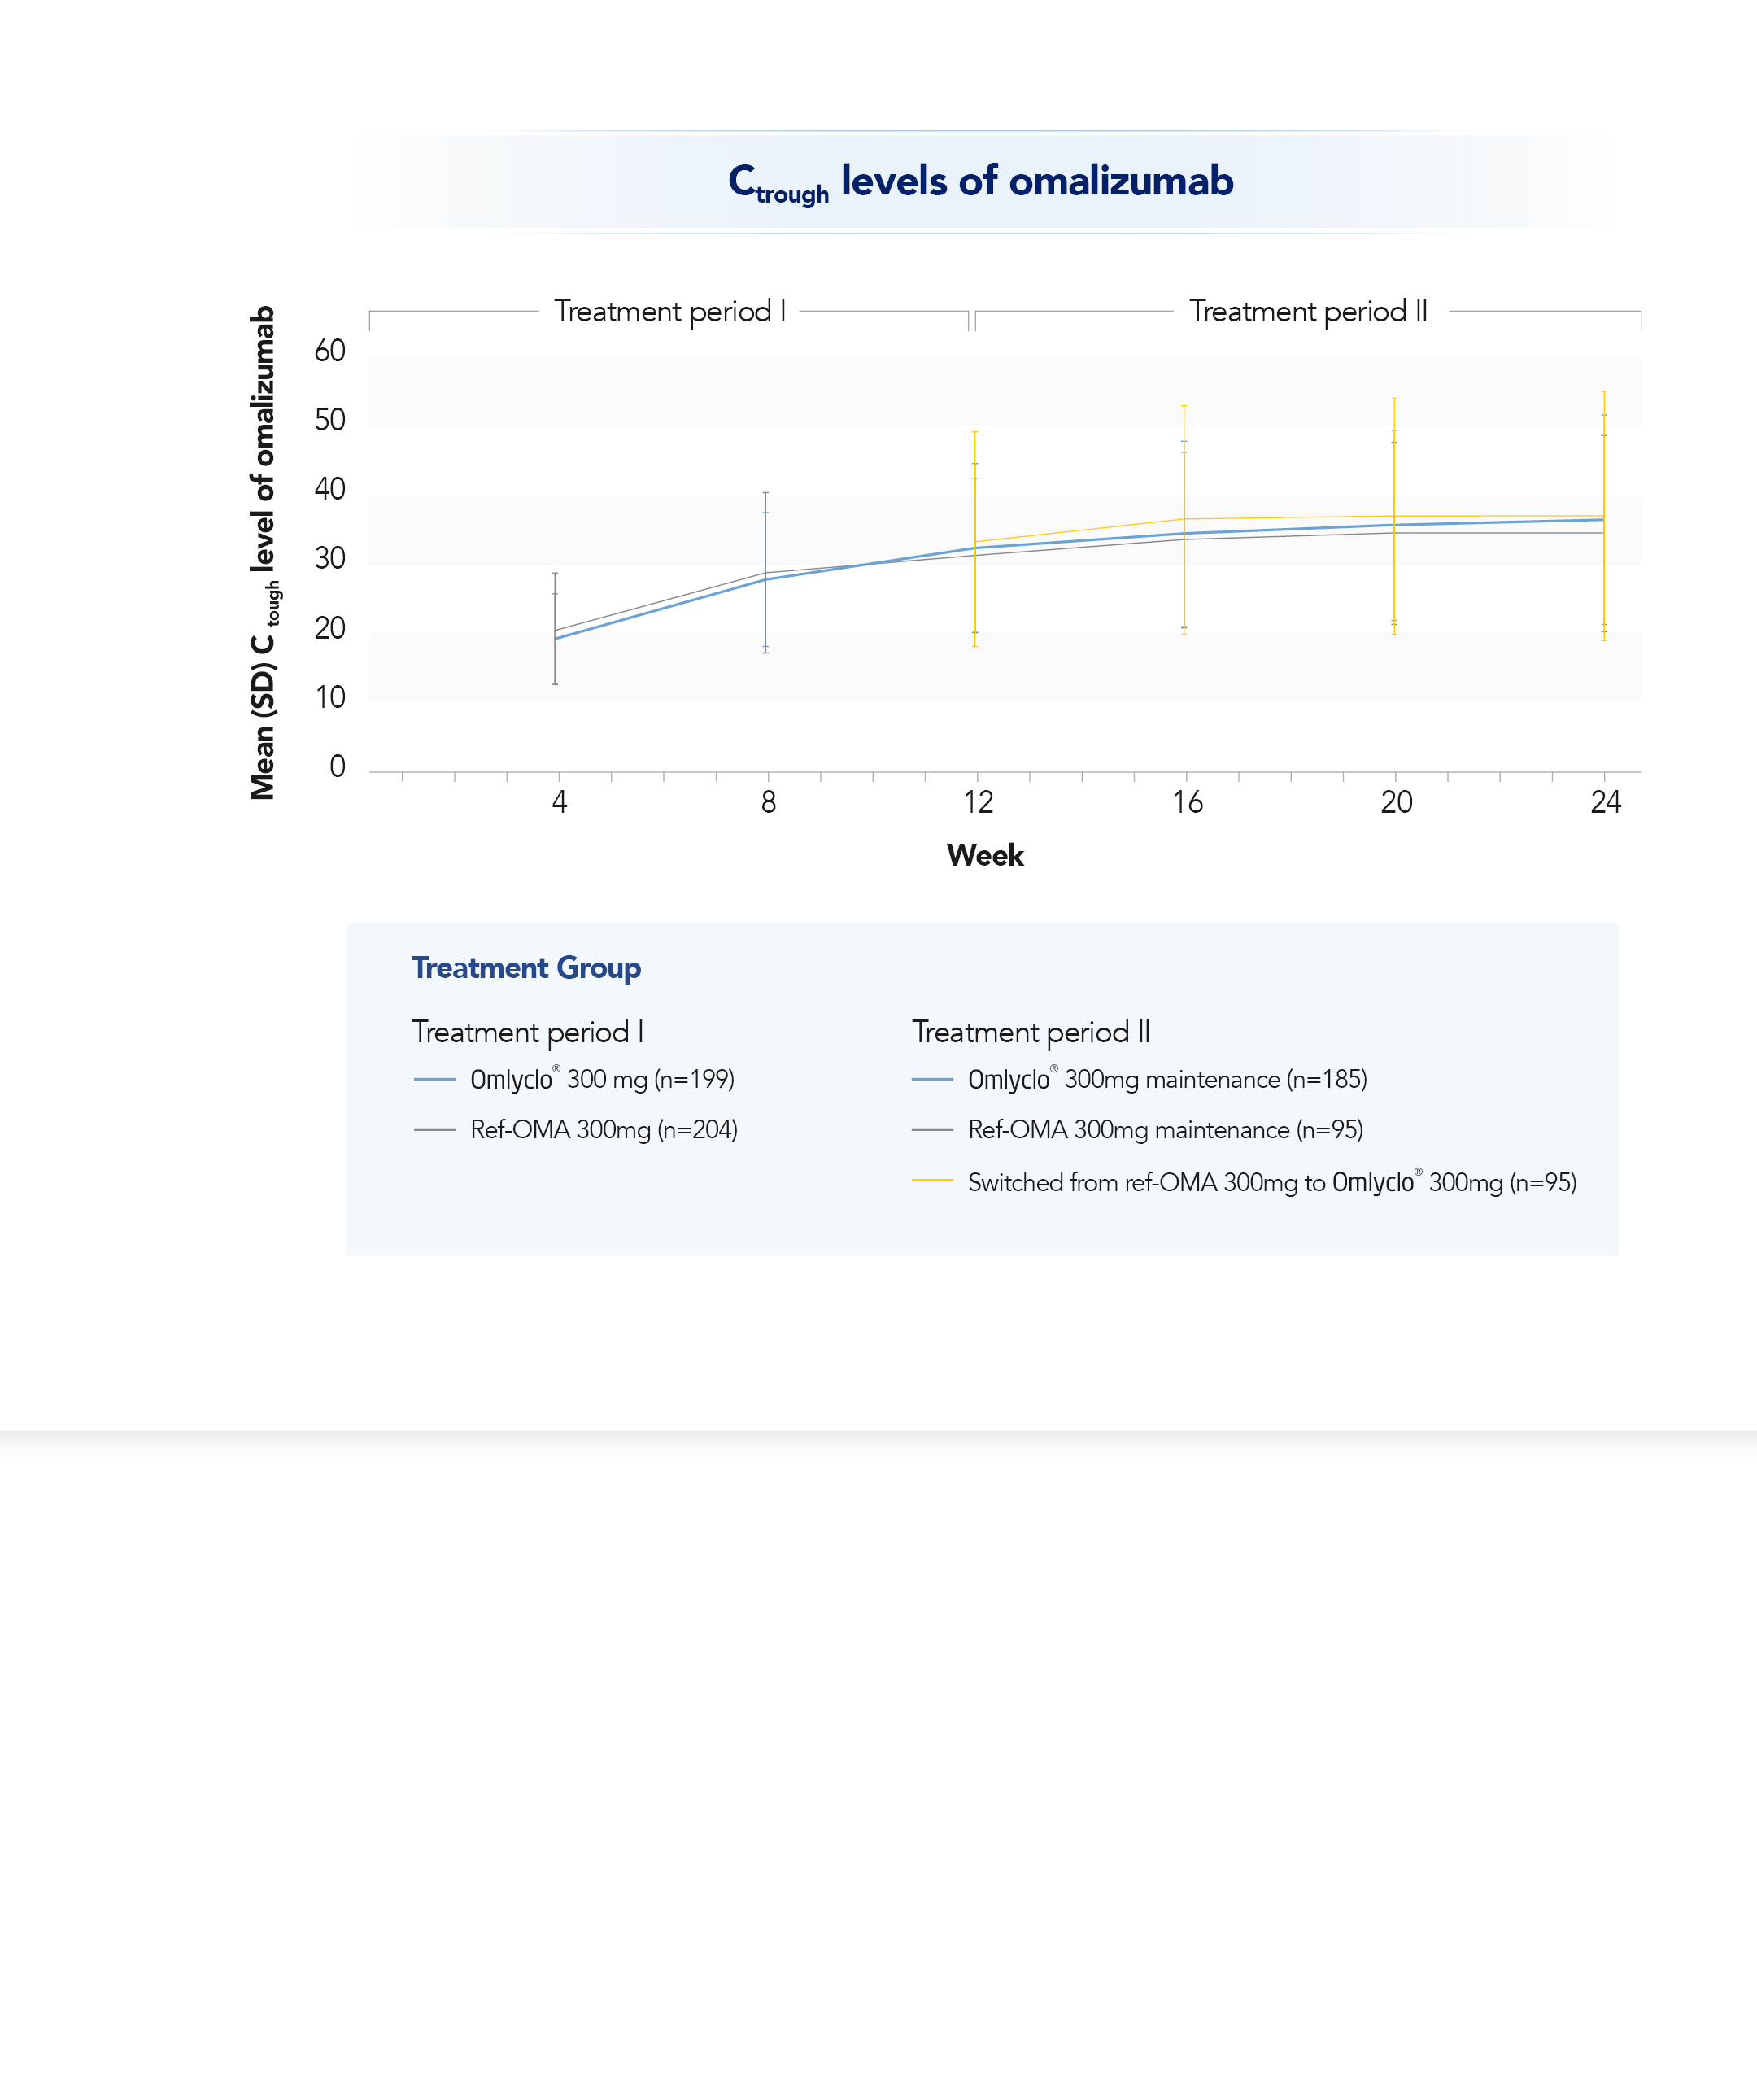 Ctrough levels of omalizumab
Treatment period I
Treatment period II
Mean (SD) C tough level of omalizumab
60
50
40
30
20
10
0
4 8 12 16 20 24
Week
Treatment Group
Treatment period I
Omlyclo® 300 mg (n=199)
Ref-OMA 300mg (n=204)
Treatment period II
Omlyclo® 300mg maintenance (n=185)
Ref-OMA 300mg maintenance (n=95)
Switched from ref-OMA 300mg to Omlyclo® 300mg (n=95)